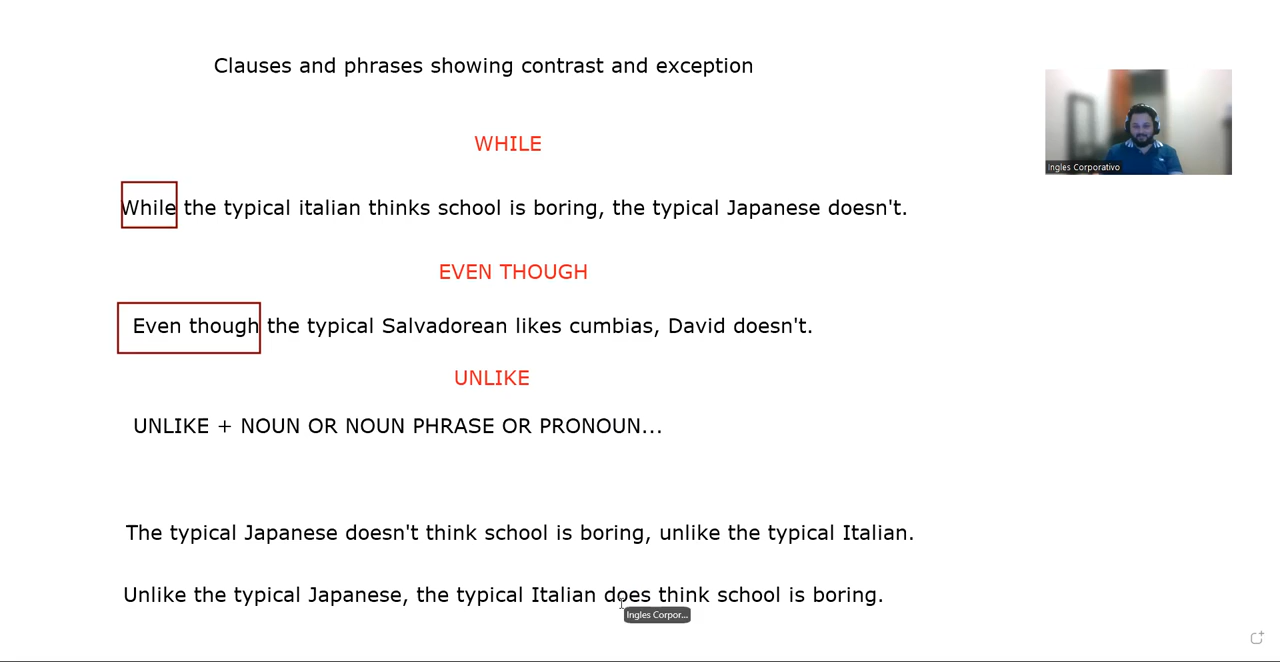 Clauses and phrases showing contrast and exception
WHILE
Ingles Corporativo
While the typical italian thinks school is boring, the typical Japanese doesn't.
EVEN THOUGH
Even though the typical Salvadorean likes cumbias, David doesn't.
UNLIKE
UNLIKE + NOUN OR NOUN PHRASE OR PRONOUN...
The typical Japanese doesn't think school is boring, unlike the typical Italian.
Unlike the typical Japanese, the typical Italian does think school is boring.
Ingles Corpor...